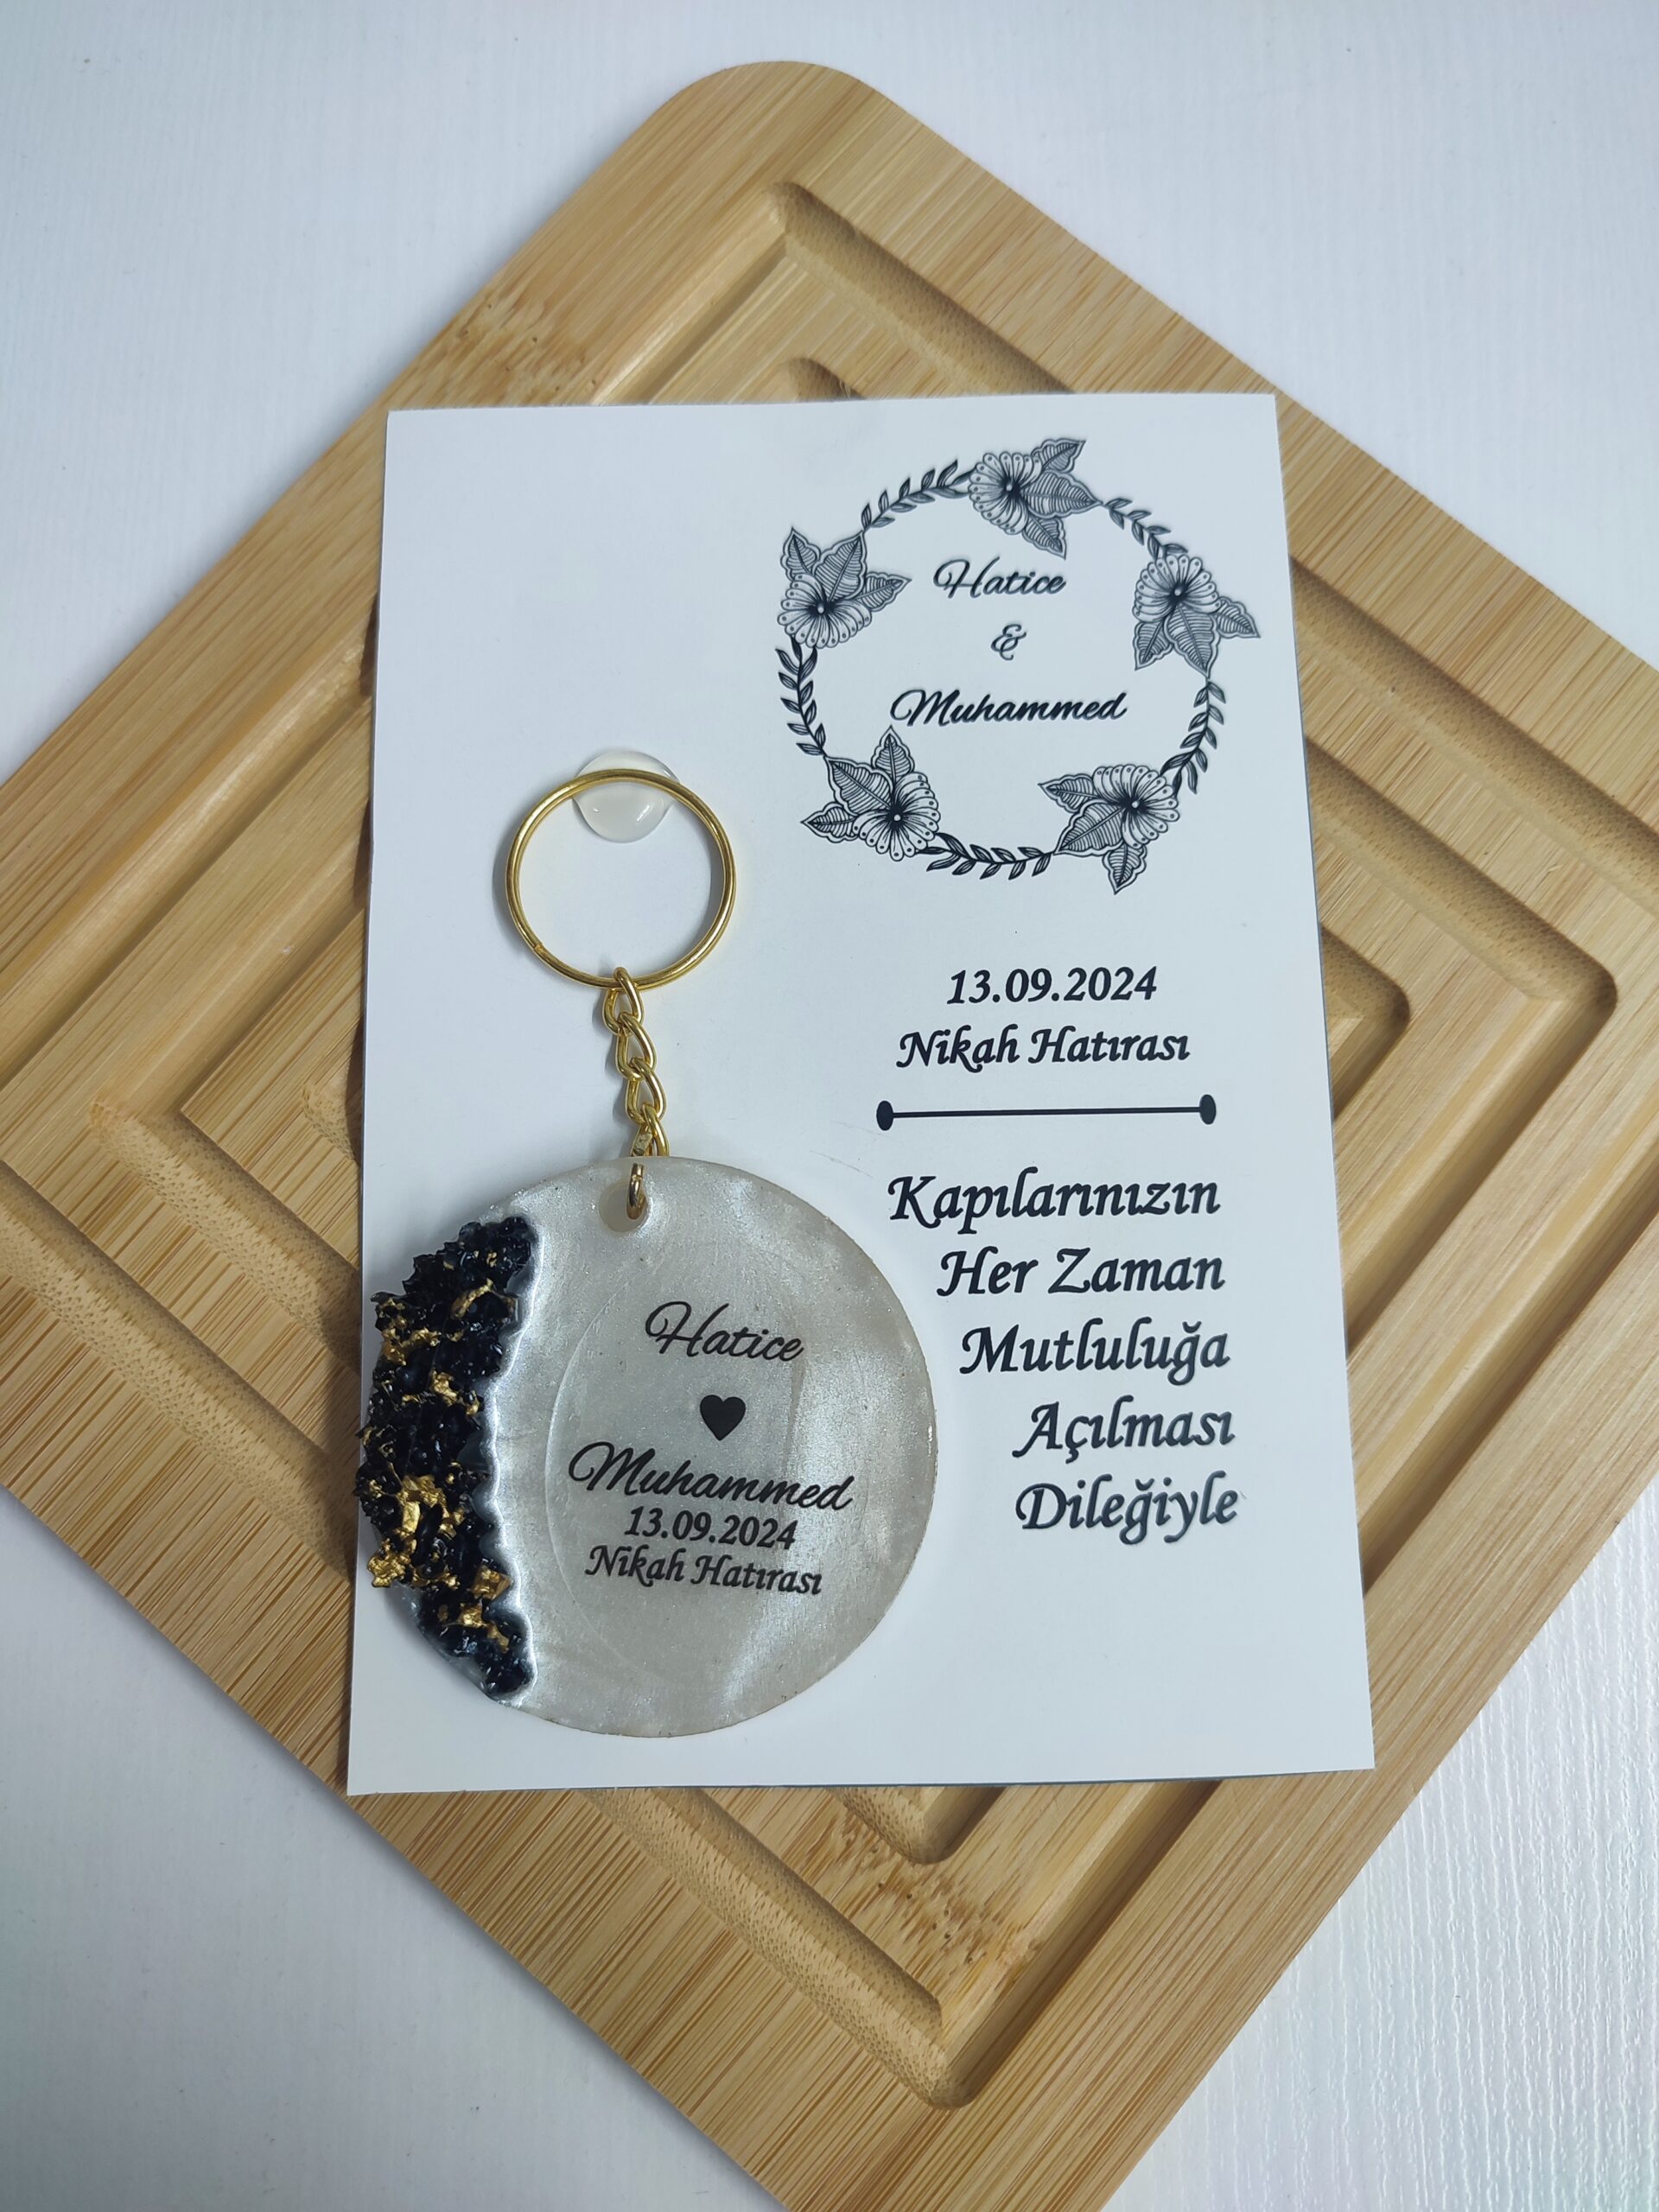 Hatice
&
Muhammed
13.09.2024
Nikah Hatırası
Kapılarınızın
Her Zaman
Mutluluğa
Açılması
Dileğiyle
Hatice
Muhammed
13.09.2024
Nikah Hatırası